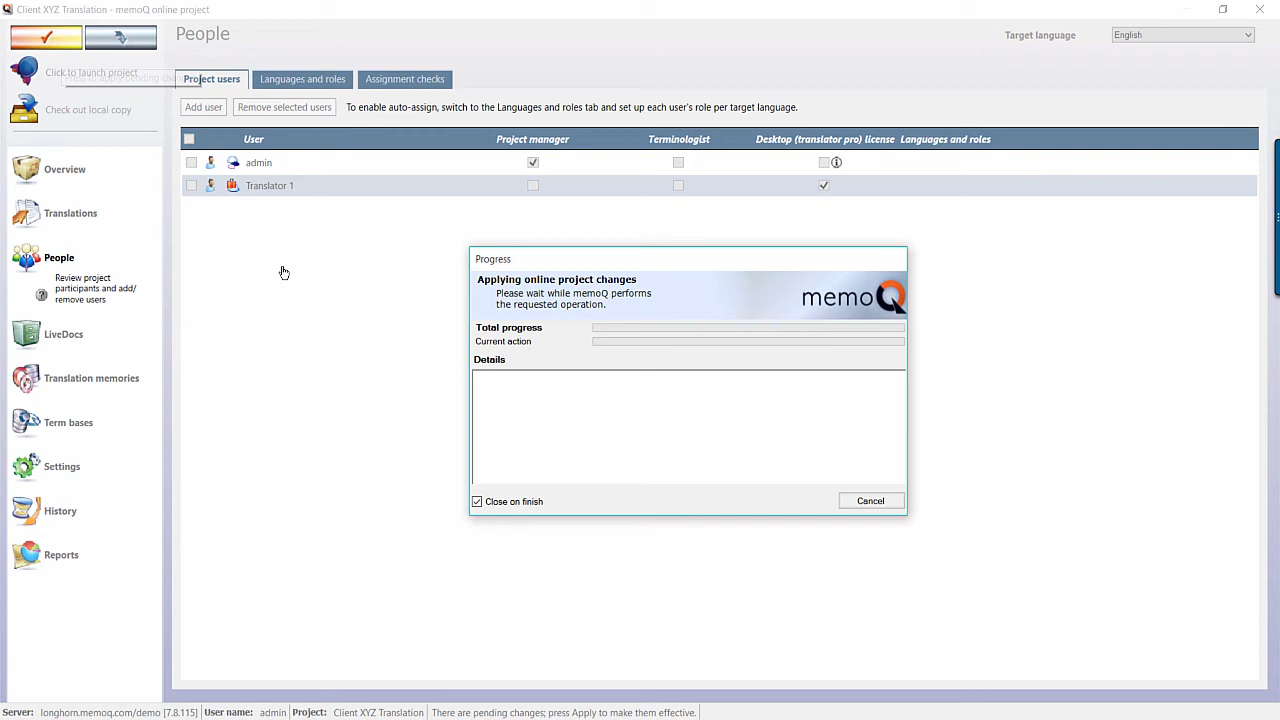 Client XYZ Translation - memoQ online project
People
Target language
English
Click to launch project
Press to apply pending cha
Check out local copy
Project users
Languages and roles
Assignment checks
Add user
Remove selected users
To enable auto-assign, switch to the Languages and roles tab and set up each user's role per target language.
User
Project manager
Terminologist
Desktop (translator pro) license
Languages and roles
admin
Translator 1
Overview
Translations
People
Review project
participants and add/
remove users
LiveDocs
Translation memories
Term bases
Settings
History
Reports
Progress
Applying online project changes
Please wait while memoQ performs
the requested operation.
memoQ
Total progress
Current action
Details
Close on finish
Cancel
Server: longhorn.memoq.com/demo [7.8.115] User name: admin Project: Client XYZ Translation There are pending changes; press Apply to make them effective.